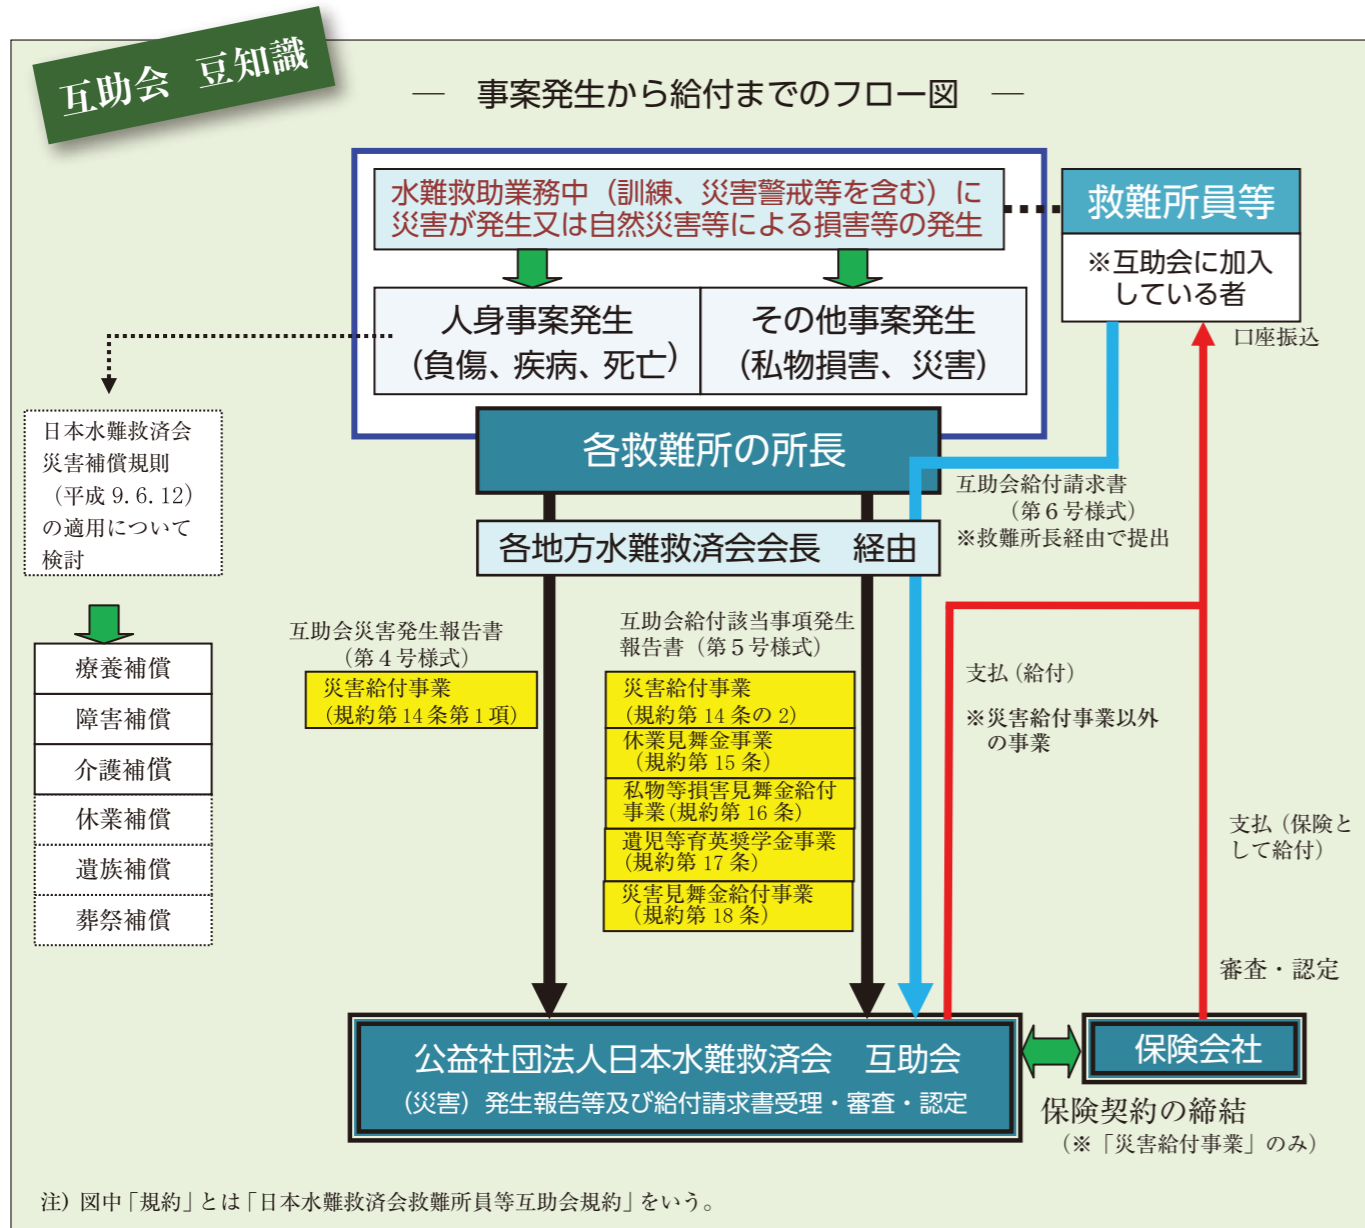 互助会 豆知識
― 事案発生から給付までのフロー図 ―
水難救助業務中（訓練、災害警戒等を含む）に
災害が発生又は自然災害等による損害等の発生
救難所員等
※互助会に加入
している者
人身事案発生
（負傷、疾病、死亡）
その他事案発生
（私物損害、災害）
口座振込
各救難所の所長
日本水難救済会
災害補償規則
（平成 9. 6. 12）
の適用について
検討
互助会給付請求書
（第６号様式）
※救難所長経由で提出
各地方水難救済会会長 経由
互助会災害発生報告書
（第４号様式）
災害給付事業
（規約第 14 条第 1 項）
互助会給付該当事項発生
報告書（第５号様式）
災害給付事業
（規約第 14 条の 2）
休業見舞金事業
（規約第 15 条）
私物等損害見舞金給付
事業（規約第 16 条）
遺児等育英奨学金事業
（規約第 17 条）
災害見舞金給付事業
（規約第 18 条）
療養補償
障害補償
介護補償
休業補償
遺族補償
葬祭補償
支払（給付）
※災害給付事業以外
の事業
支払（保険と
して給付）
審査・認定
公益社団法人日本水難救済会 互助会
（災害）発生報告等及び給付請求書受理・審査・認定
保険会社
保険契約の締結
（※「災害給付事業」のみ）
注）図中「規約」とは「日本水難救済会救難所員等互助会規約」をいう。